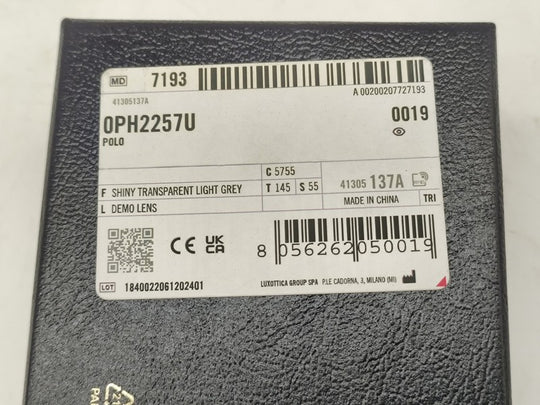 MD 7193
A 00200207727193
41305137A
0PH2257U
0019
POLO
C 5755
F SHINY TRANSPARENT LIGHT GREY T 145 S 55 41305 137A
L DEMO LENS MADE IN CHINA TRI
CE UK CA
8 056262 050019
LOT 1840022061202401
LUXOTTICA GROUP SPA P.LE CADORNA, 3, MILANO (MI)
PA